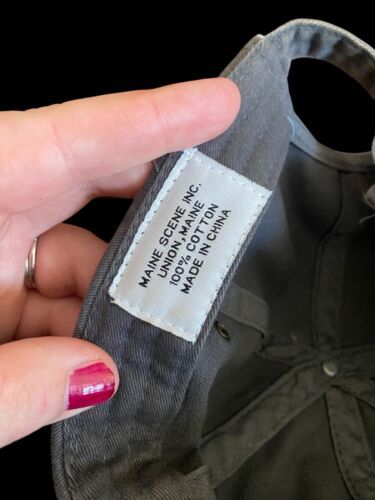 MAINE SCENE INC.
UNION, MAINE
100% COTTON
MADE IN CHINA